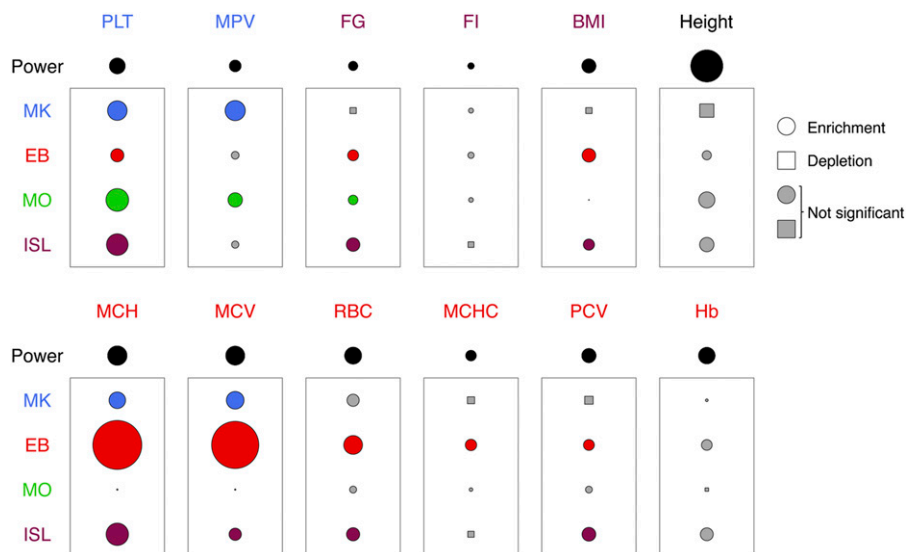 PLT MPV FG FI BMI Height
Power
MK
EB
MO
ISL
Enrichment
Depletion
Not significant
MCH MCV RBC MCHC PCV Hb
Power
MK
EB
MO
ISL